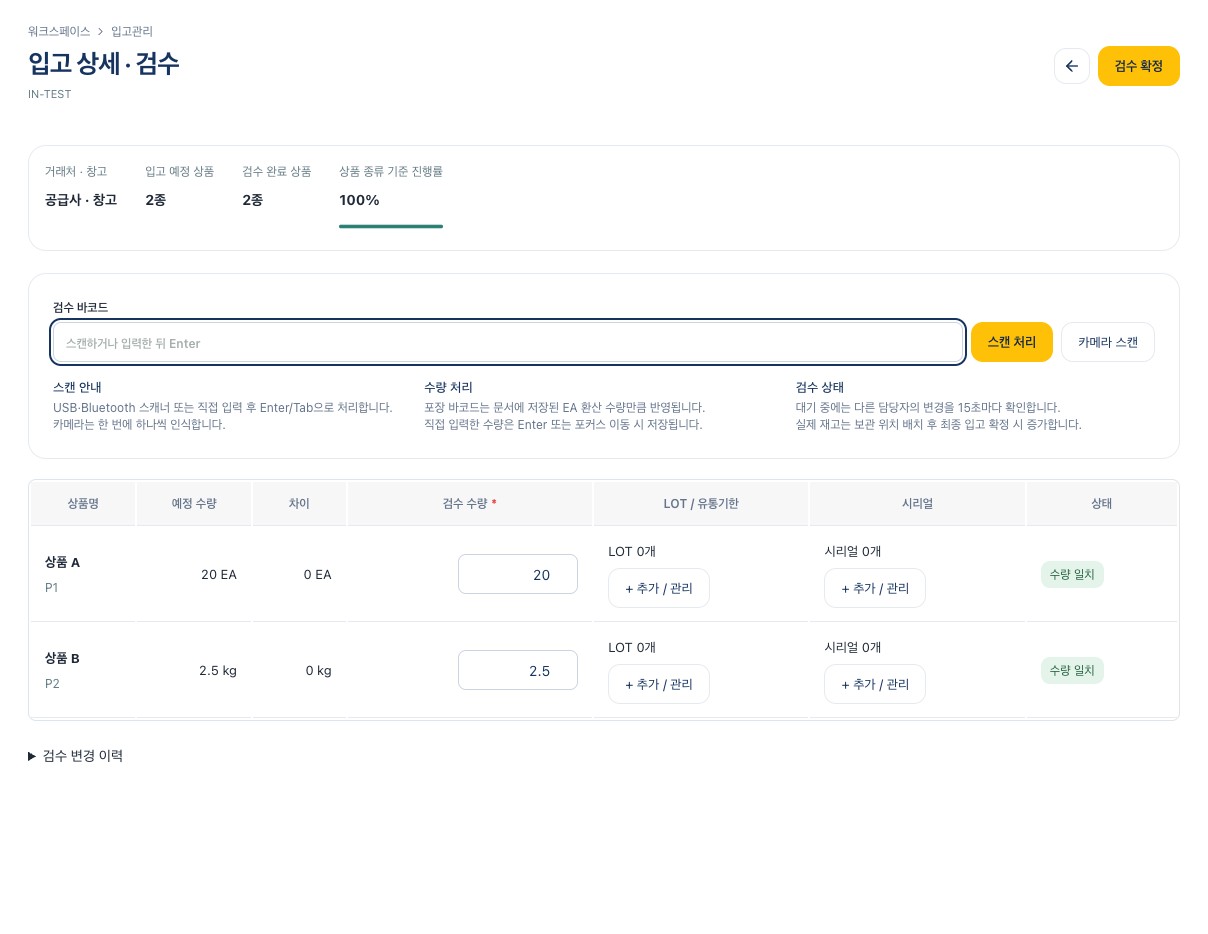 워크스페이스 > 입고관리
입고 상세 · 검수
IN-TEST
검수 확정
거래처 · 창고
공급사 · 창고
입고 예정 상품
2종
검수 완료 상품
2종
상품 종류 기준 진행률
100%
검수 바코드
스캔하거나 입력한 뒤 Enter
스캔 처리
카메라 스캔
스캔 안내
USB·Bluetooth 스캐너 또는 직접 입력 후 Enter/Tab으로 처리합니다.
카메라는 한 번에 하나씩 인식합니다.
수량 처리
포장 바코드는 문서에 저장된 EA 환산 수량만큼 반영됩니다.
직접 입력한 수량은 Enter 또는 포커스 이동 시 저장됩니다.
검수 상태
대기 중에는 다른 담당자의 변경을 15초마다 확인합니다.
실제 재고는 보관 위치 배치 후 최종 입고 확정 시 증가합니다.
상품명 예정 수량 차이 검수 수량 * LOT / 유통기한 시리얼 상태
상품 A
P1
20 EA
0 EA
20
LOT 0개
+ 추가 / 관리
시리얼 0개
+ 추가 / 관리
수량 일치
상품 B
P2
2.5 kg
0 kg
2.5
LOT 0개
+ 추가 / 관리
시리얼 0개
+ 추가 / 관리
수량 일치
검수 변경 이력